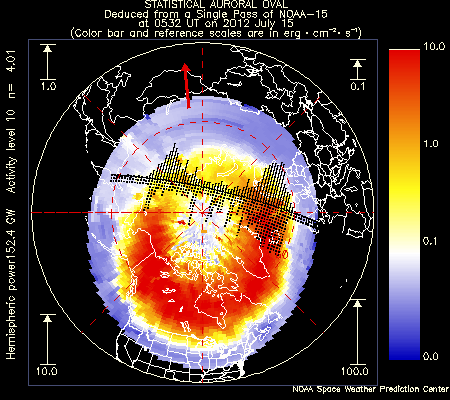 STATISTICAL AURORAL OVAL
Deduced from a Single Pass of NOAA-15
at 0532 UT on 2012 July 15
(Color bar and reference scales are in erg · cm⁻² · s⁻¹)
Hemispheric power152.4 GW Activity level 10 n= 4.01
1.0
0.1
10.0
1.0
0.1
0.0
10.0
100.0
NOAA Space Weather Prediction Center